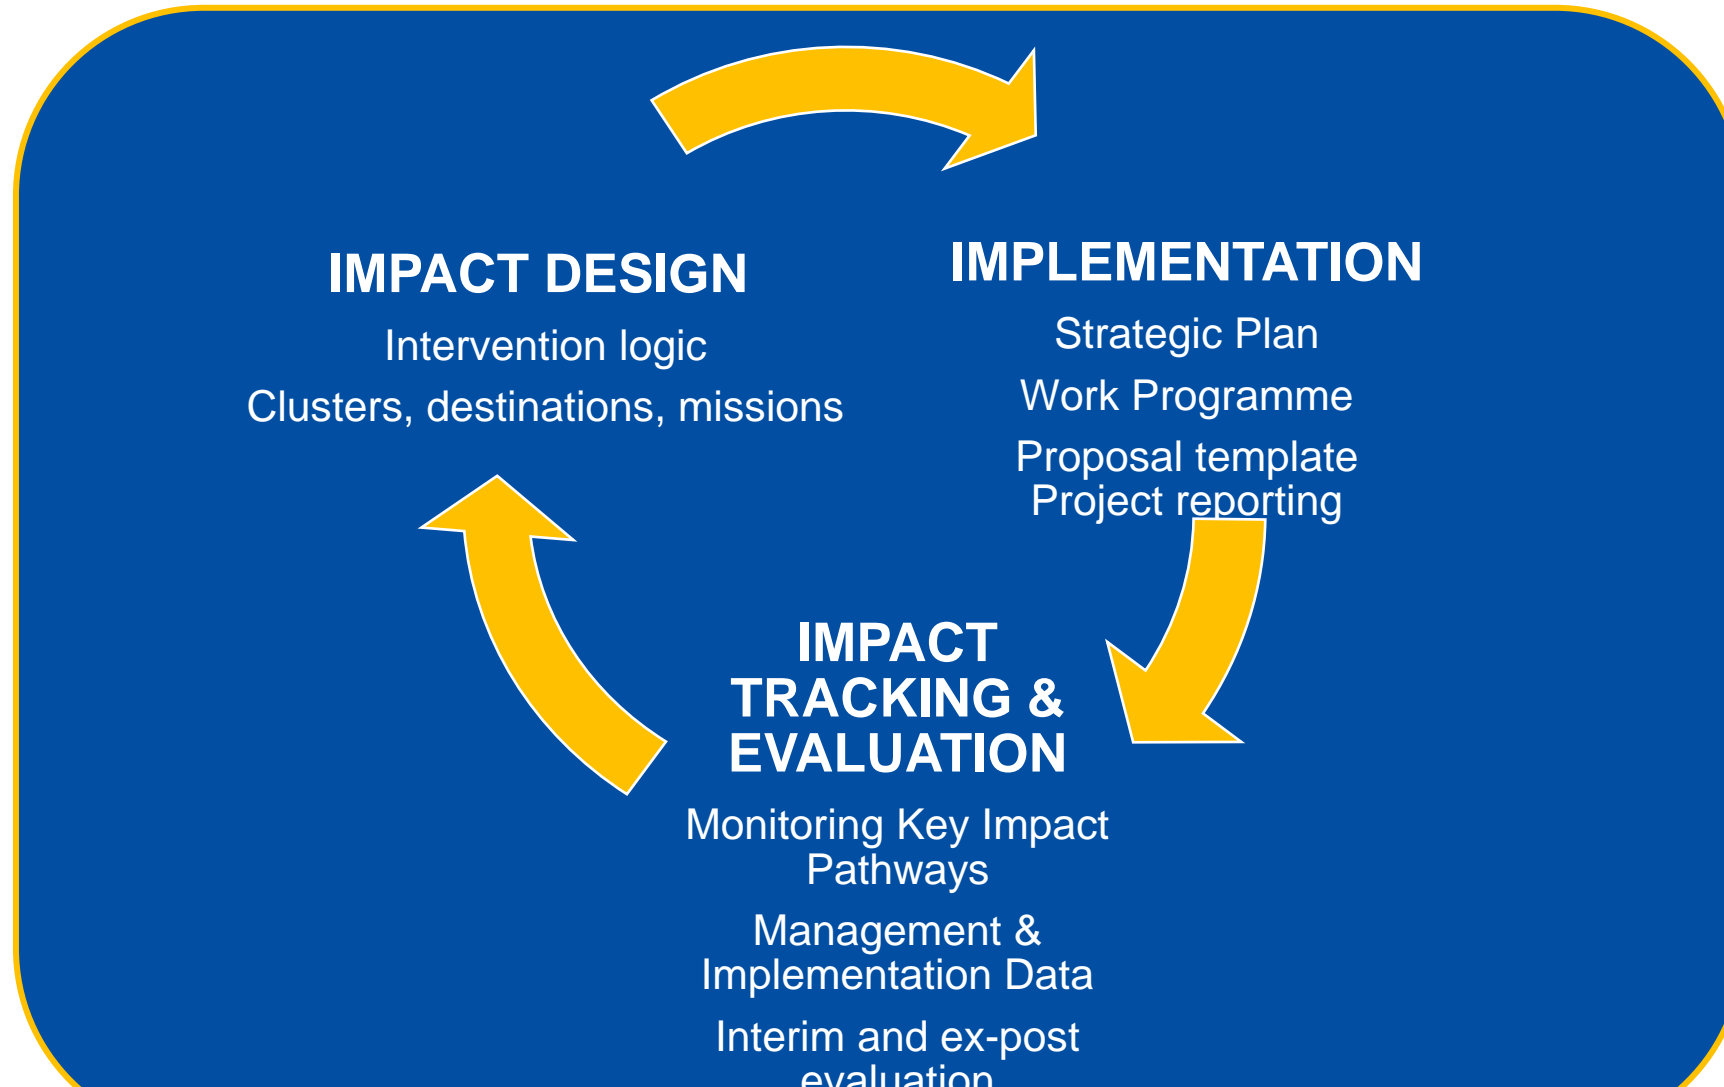 IMPACT DESIGN
Intervention logic
Clusters, destinations, missions
IMPLEMENTATION
Strategic Plan
Work Programme
Proposal template
Project reporting
IMPACT
TRACKING &
EVALUATION
Monitoring Key Impact
Pathways
Management &
Implementation Data
Interim and ex-post
evaluation